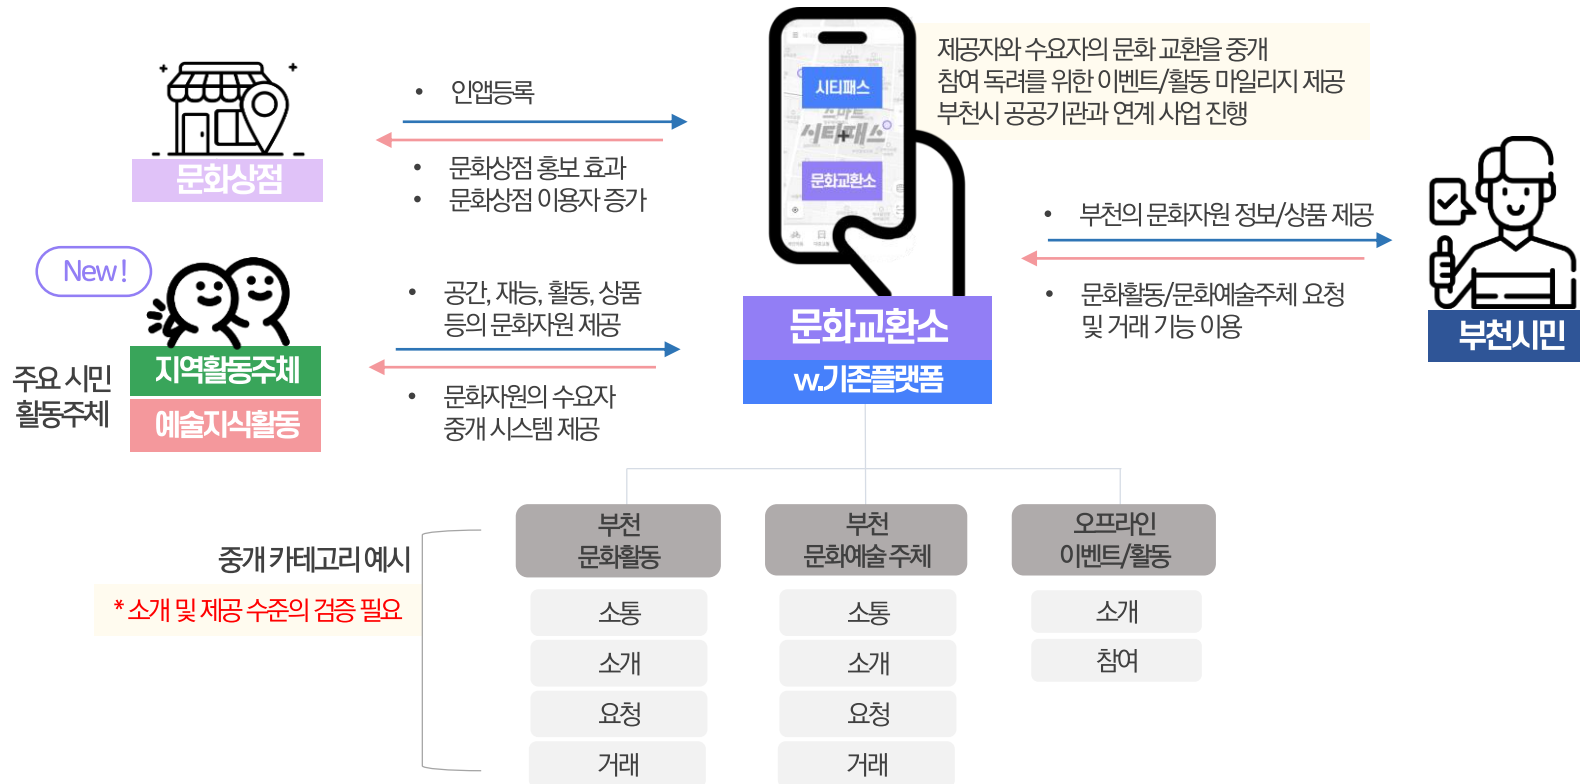 시티패스
스마트
시티패스
+
문화교환소
제공자와 수요자의 문화 교환을 중개
참여 독려를 위한 이벤트/활동 마일리지 제공
부천시 공공기관과 연계 사업 진행
• 인앱등록
• 문화상점 홍보 효과
• 문화상점 이용자 증가
문화상점
New!
• 공간, 재능, 활동, 상품
등의 문화자원 제공
• 문화자원의 수요자
중개 시스템 제공
주요 시민
활동주체
지역활동주체
예술지식활동
문화교환소
w.기존플랫폼
• 부천의 문화자원 정보/상품 제공
• 문화활동/문화예술주체 요청
및 거래 기능 이용
부천시민
중개 카테고리 예시
* 소개 및 제공 수준의 검증 필요
부천
문화활동
소통
소개
요청
거래
부천
문화예술 주체
소통
소개
요청
거래
오프라인
이벤트/활동
소개
참여